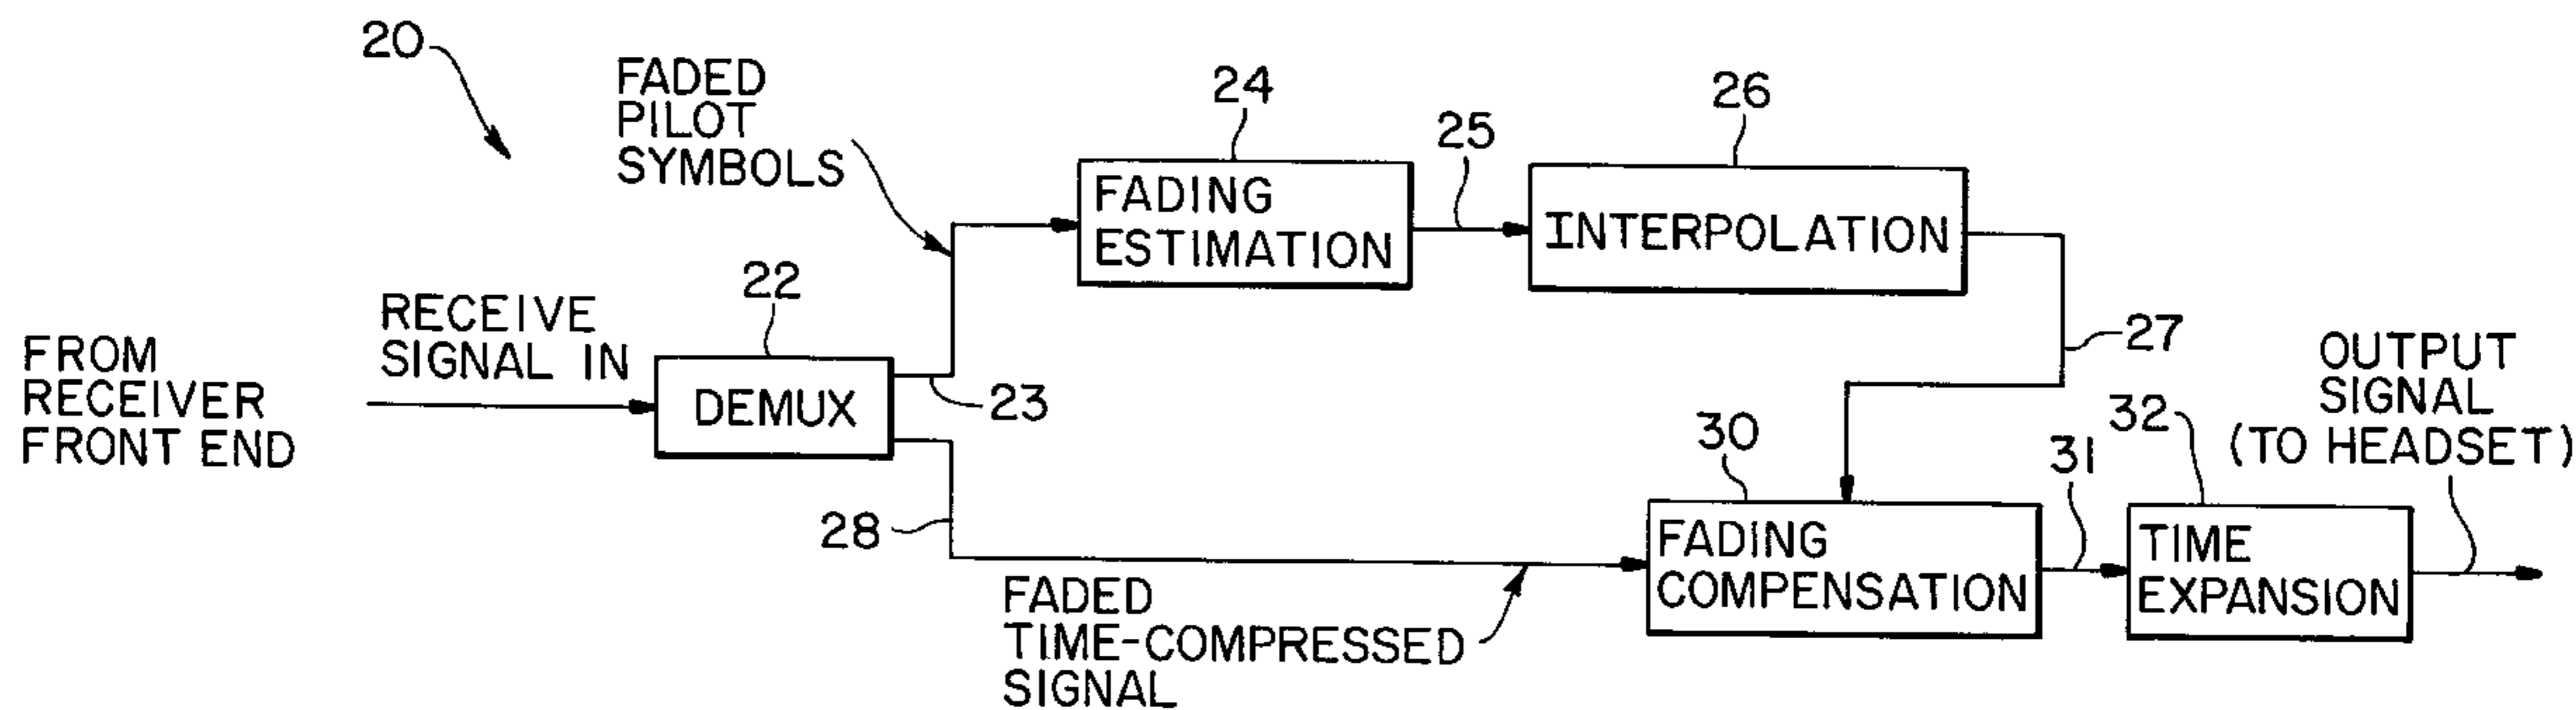 20
FADED
PILOT
SYMBOLS
24
25
26
FADING
ESTIMATION
INTERPOLATION
22
RECEIVE
SIGNAL IN
FROM
RECEIVER
FRONT END
DEMUX
23
27
OUTPUT
SIGNAL
(TO HEADSET)
28
30
31
32
FADING
COMPENSATION
TIME
EXPANSION
FADED
TIME-COMPRESSED
SIGNAL